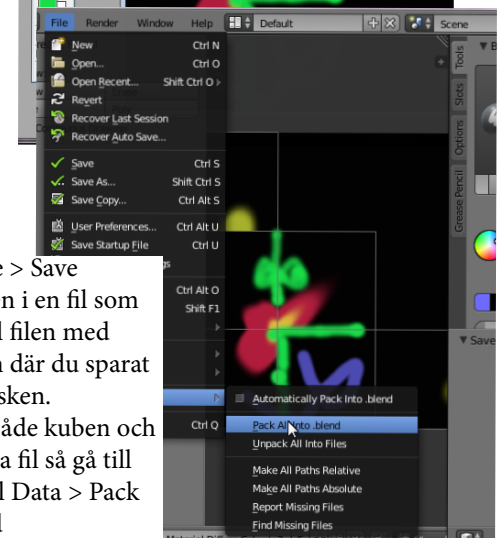 File Render Window Help Default Scene
New Ctrl N
Open... Ctrl O
Open Recent... Shift Ctrl O
Revert
Recover Last Session
Recover Auto Save...
Save Ctrl S
Save As... Shift Ctrl S
Save Copy... Ctrl Alt S
User Preferences... Ctrl Alt U
Save Startup File Ctrl U
Ctrl Alt O
Shift F1
Ctrl Q
Automatically Pack Into .blend
Pack All Into .blend
Unpack All Into Files
Make All Paths Relative
Make All Paths Absolute
Report Missing Files
Find Missing Files
Tools
Slots
Options
Grease Pencil
Save
> Save
en i en fil som
filen med
där du sparat
sken.
åde kuben och
a fil så gå till
l Data > Pack